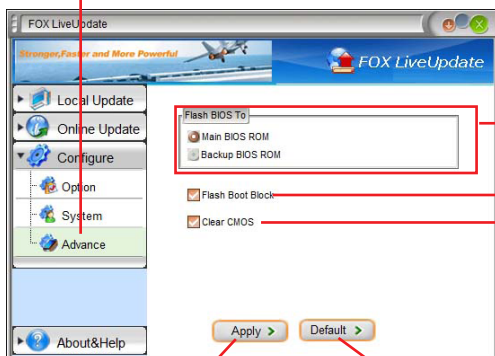 FOX LiveUpdate
Stronger,Faster and More Powerful
FOX LiveUpdate
Local Update
Online Update
Configure
Option
System
Advance
About&Help
Flash BIOS To
Main BIOS ROM
Backup BIOS ROM
Flash Boot Block
Clear CMOS
Apply >
Default >